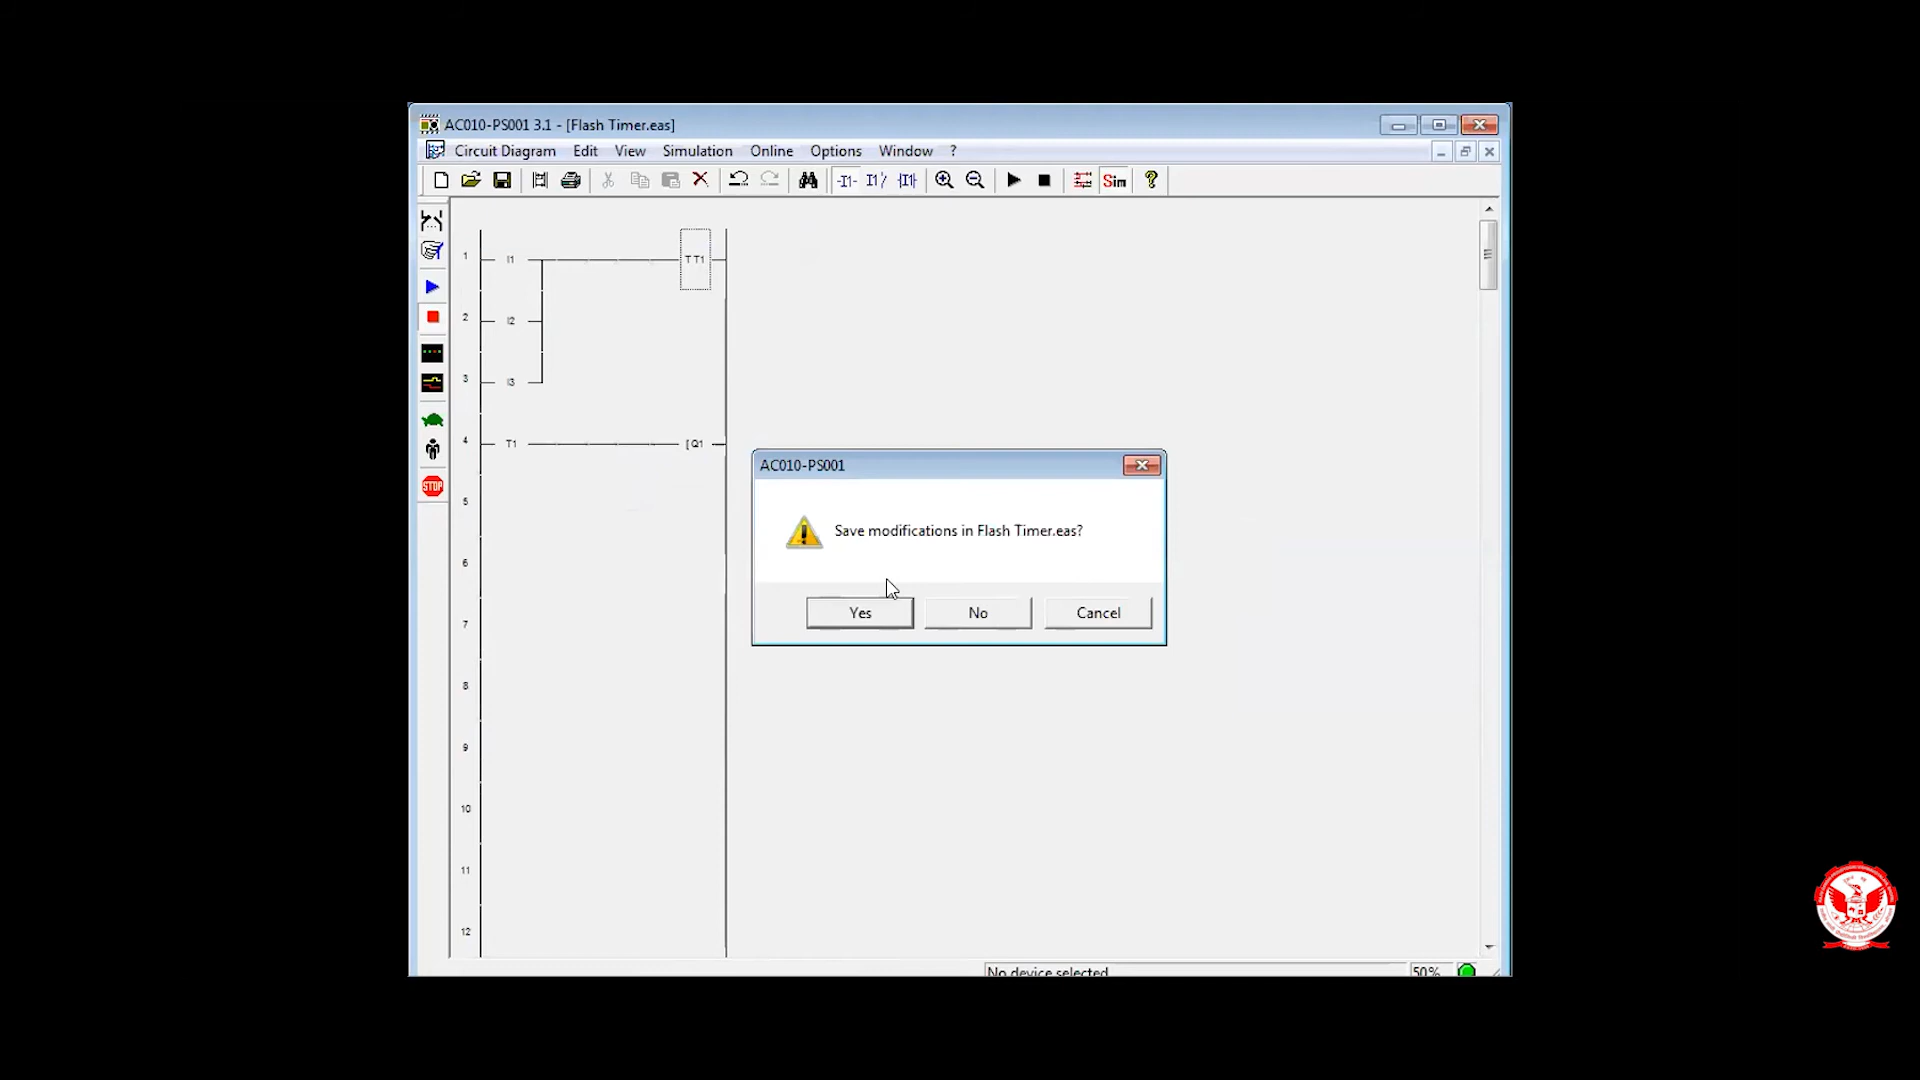 AC010-PS001 3.1 - [Flash Timer.eas]
Circuit Diagram Edit View Simulation Online Options Window ?
Sim
1 I1 T T1
2 I2
3 I3
4 T1 [ Q1
5
6
7
8
9
10
11
12
STOP
AC010-PS001
Save modifications in Flash Timer.eas?
Yes No Cancel
No device selected 50%